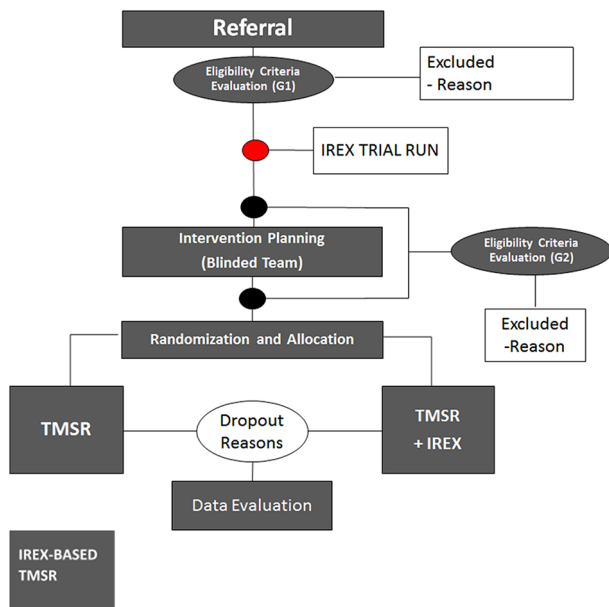 Referral
Eligibility Criteria
Evaluation (G1)
Excluded
- Reason
IREX TRIAL RUN
Intervention Planning
(Blinded Team)
Eligibility Criteria
Evaluation (G2)
Excluded
-Reason
Randomization and Allocation
TMSR
Dropout
Reasons
TMSR
+ IREX
Data Evaluation
IREX-BASED
TMSR